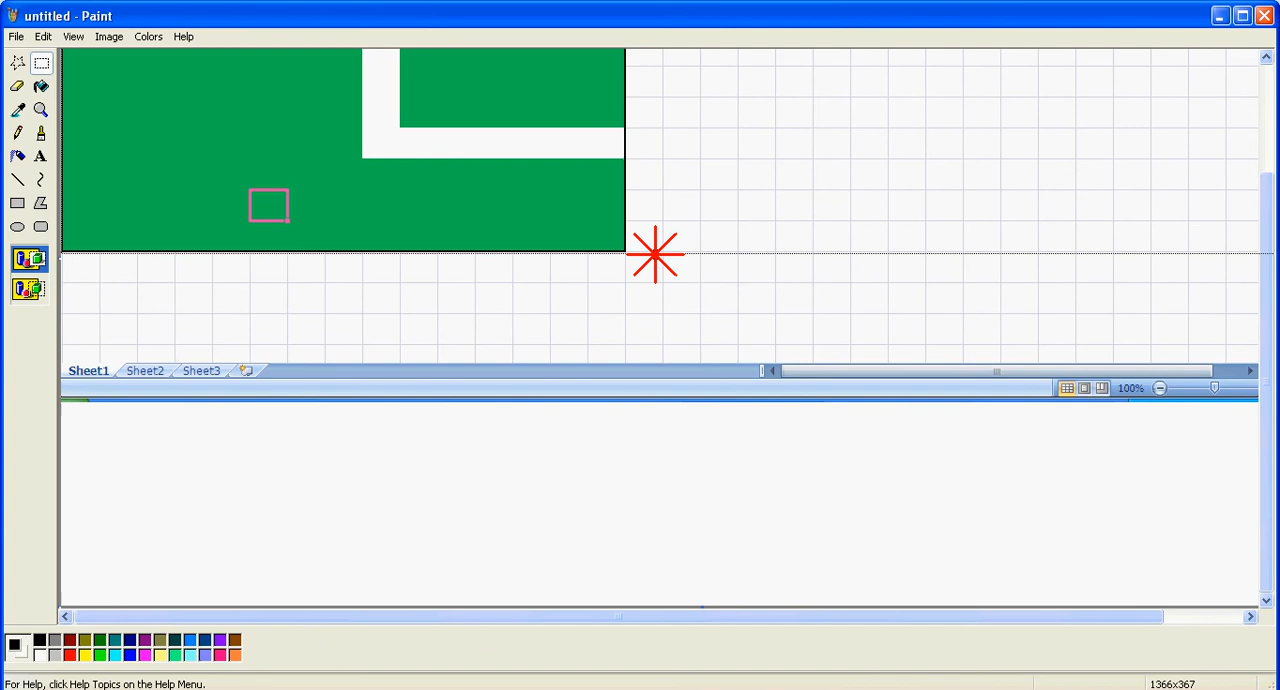 untitled - Paint
File Edit View Image Colors Help
A
Sheet1 Sheet2 Sheet3
100%
For Help, click Help Topics on the Help Menu.
1366x367